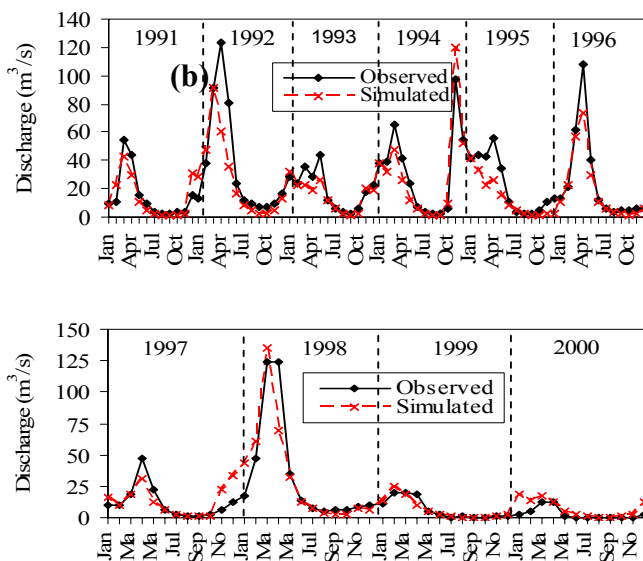 140
120
100
80
60
40
20
0
Discharge (m³/s)
1991 1992 1993 1994 1995 1996
(b)
Observed
Simulated
Jan Apr Jul Oct Jan Apr Jul Oct Jan Apr Jul Oct Jan Apr Jul Oct Jan Apr Jul Oct Jan Apr Jul Oct
150
125
100
75
50
25
0
Discharge (m³/s)
1997 1998 1999 2000
Observed
Simulated
Jan Ma Ma Jul Sep No Jan Ma Ma Jul Sep No Jan Ma Ma Jul Sep No Jan Ma Ma Jul Sep No